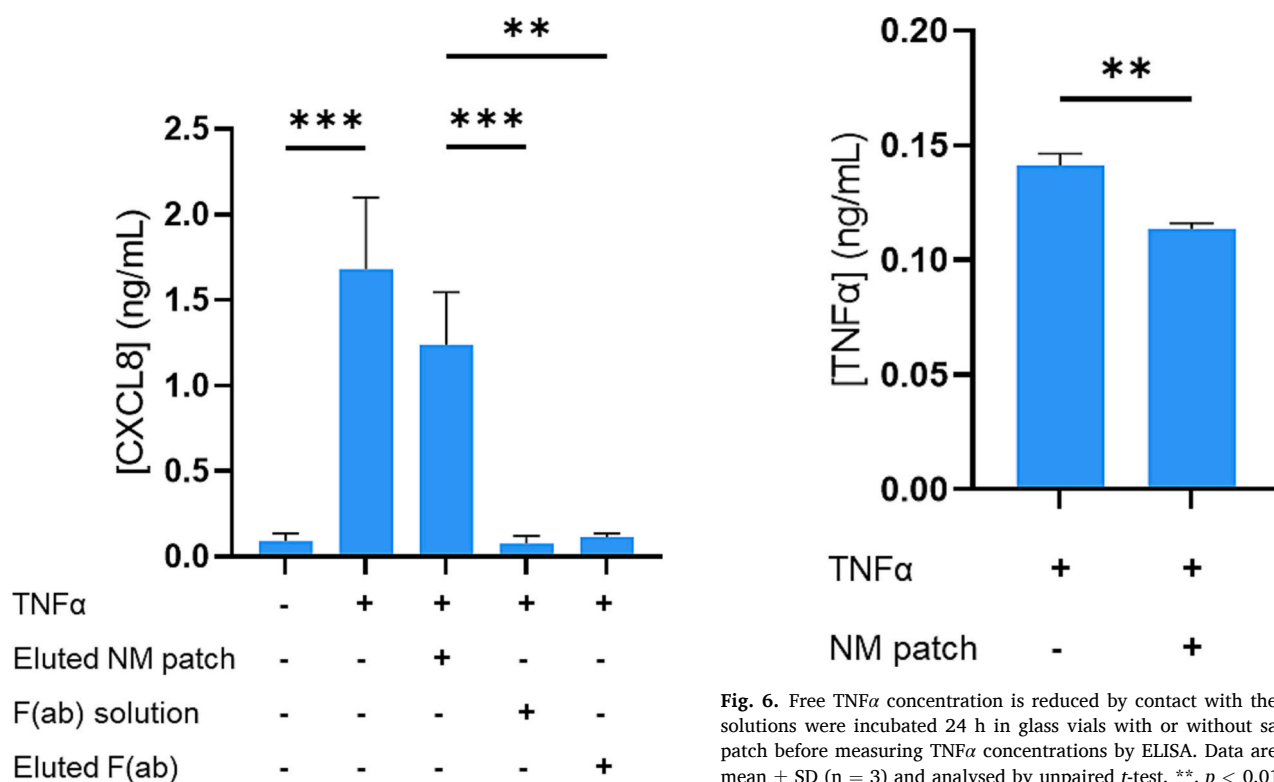 **
***
***
2.5
2.0
1.5
1.0
0.5
0.0
[CXCL8] (ng/mL)
TNFα - + + + +
Eluted NM patch - - + - -
F(ab) solution - - - + -
Eluted F(ab) - - - - +
**
0.20
0.15
0.10
0.05
0.00
[TNFα] (ng/mL)
TNFα + +
NM patch - +
Fig. 6. Free TNFα concentration is reduced by contact with the
solutions were incubated 24 h in glass vials with or without sa
patch before measuring TNFα concentrations by ELISA. Data are
mean ± SD (n = 3) and analysed by unpaired t-test. **, p < 0.01